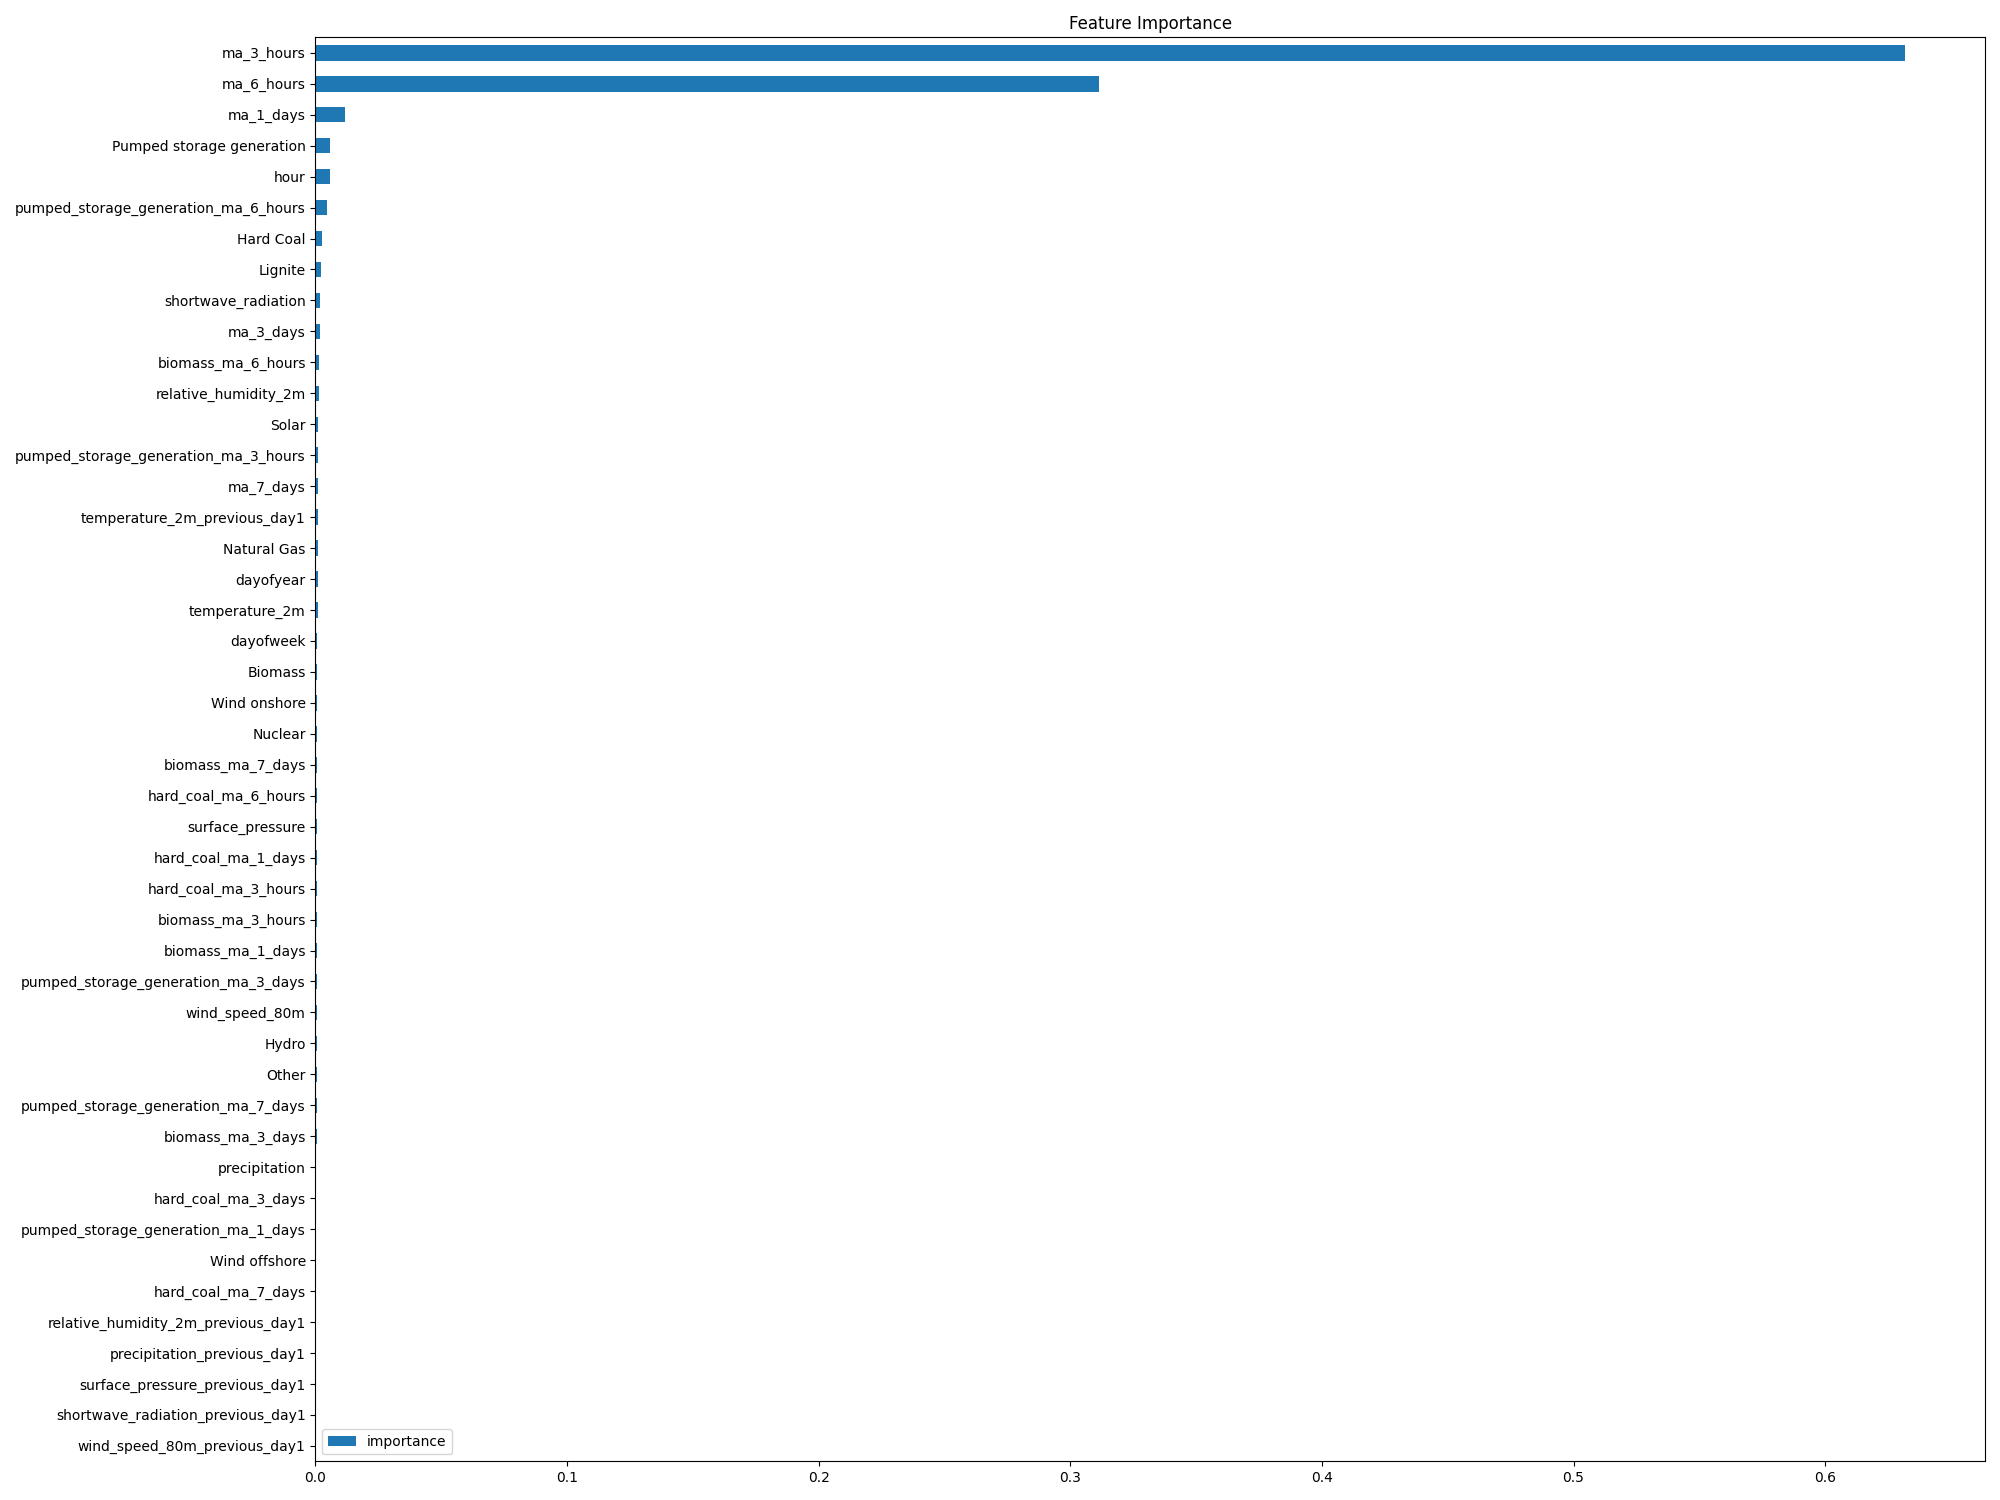 Feature Importance
ma_3_hours
ma_6_hours
ma_1_days
Pumped storage generation
hour
pumped_storage_generation_ma_6_hours
Hard Coal
Lignite
shortwave_radiation
ma_3_days
biomass_ma_6_hours
relative_humidity_2m
Solar
pumped_storage_generation_ma_3_hours
ma_7_days
temperature_2m_previous_day1
Natural Gas
dayofyear
temperature_2m
dayofweek
Biomass
Wind onshore
Nuclear
biomass_ma_7_days
hard_coal_ma_6_hours
surface_pressure
hard_coal_ma_1_days
hard_coal_ma_3_hours
biomass_ma_3_hours
biomass_ma_1_days
pumped_storage_generation_ma_3_days
wind_speed_80m
Hydro
Other
pumped_storage_generation_ma_7_days
biomass_ma_3_days
precipitation
hard_coal_ma_3_days
pumped_storage_generation_ma_1_days
Wind offshore
hard_coal_ma_7_days
relative_humidity_2m_previous_day1
precipitation_previous_day1
surface_pressure_previous_day1
shortwave_radiation_previous_day1
wind_speed_80m_previous_day1
importance
0.0 0.1 0.2 0.3 0.4 0.5 0.6